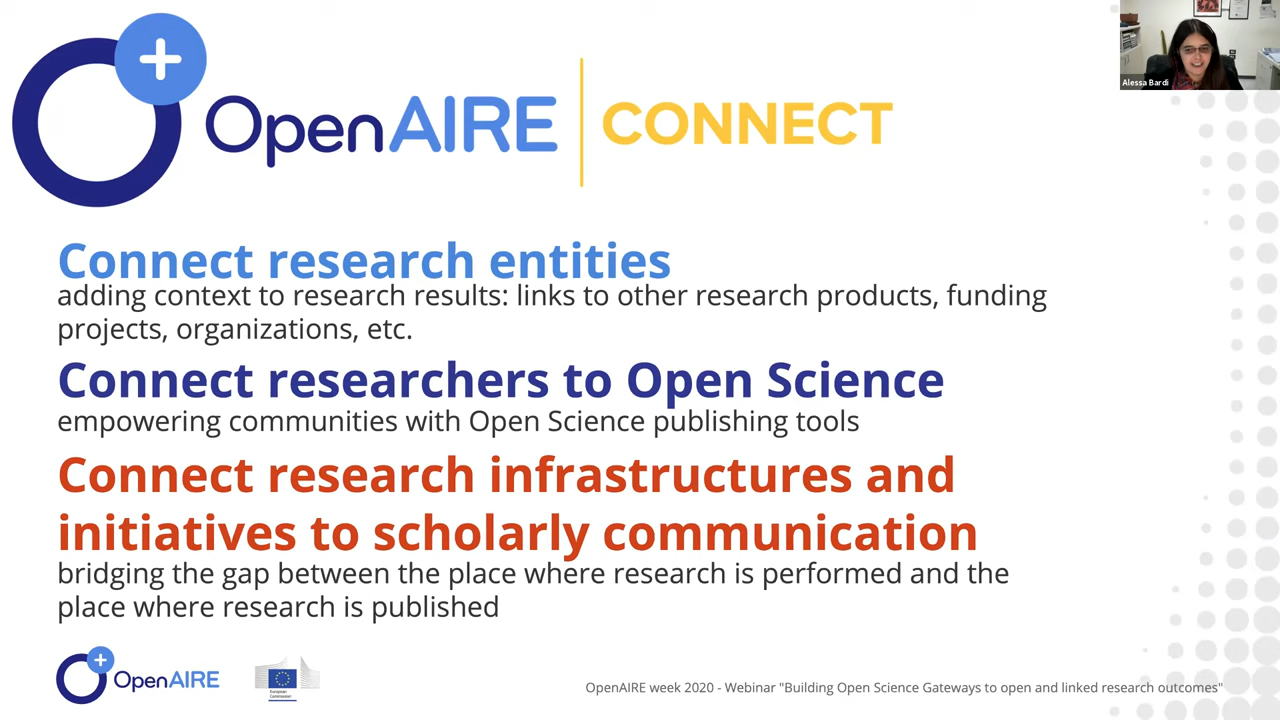 OpenAIRE CONNECT
Alessa Bardi
Connect research entities
adding context to research results: links to other research products, funding
projects, organizations, etc.
Connect researchers to Open Science
empowering communities with Open Science publishing tools
Connect research infrastructures and
initiatives to scholarly communication
bridging the gap between the place where research is performed and the
place where research is published
OpenAIRE
European
Commission
OpenAIRE week 2020 - Webinar "Building Open Science Gateways to open and linked research outcomes"